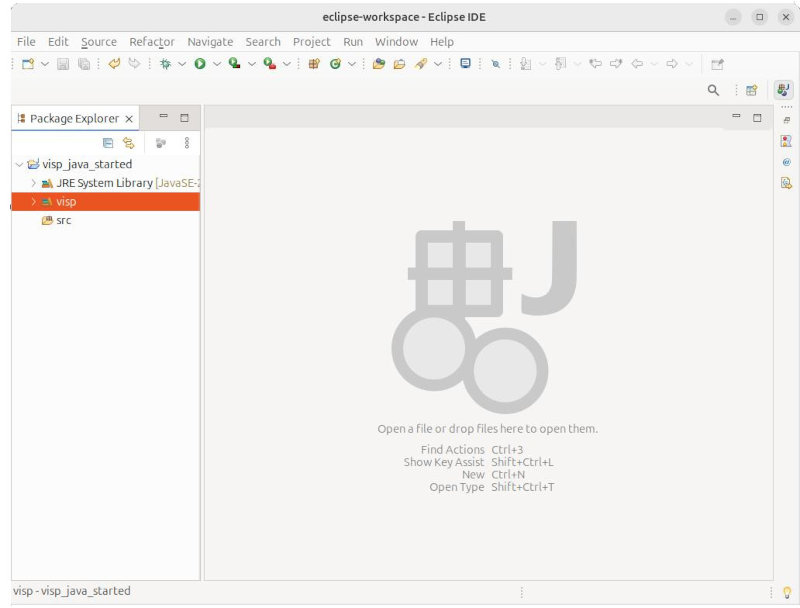 eclipse-workspace - Eclipse IDE
File Edit Source Refactor Navigate Search Project Run Window Help
Package Explorer
visp_java_started
JRE System Library [JavaSE-
visp
src
J
Open a file or drop files here to open them.
Find Actions Ctrl+3
Show Key Assist Shift+Ctrl+L
New Ctrl+N
Open Type Shift+Ctrl+T
visp - visp_java_started